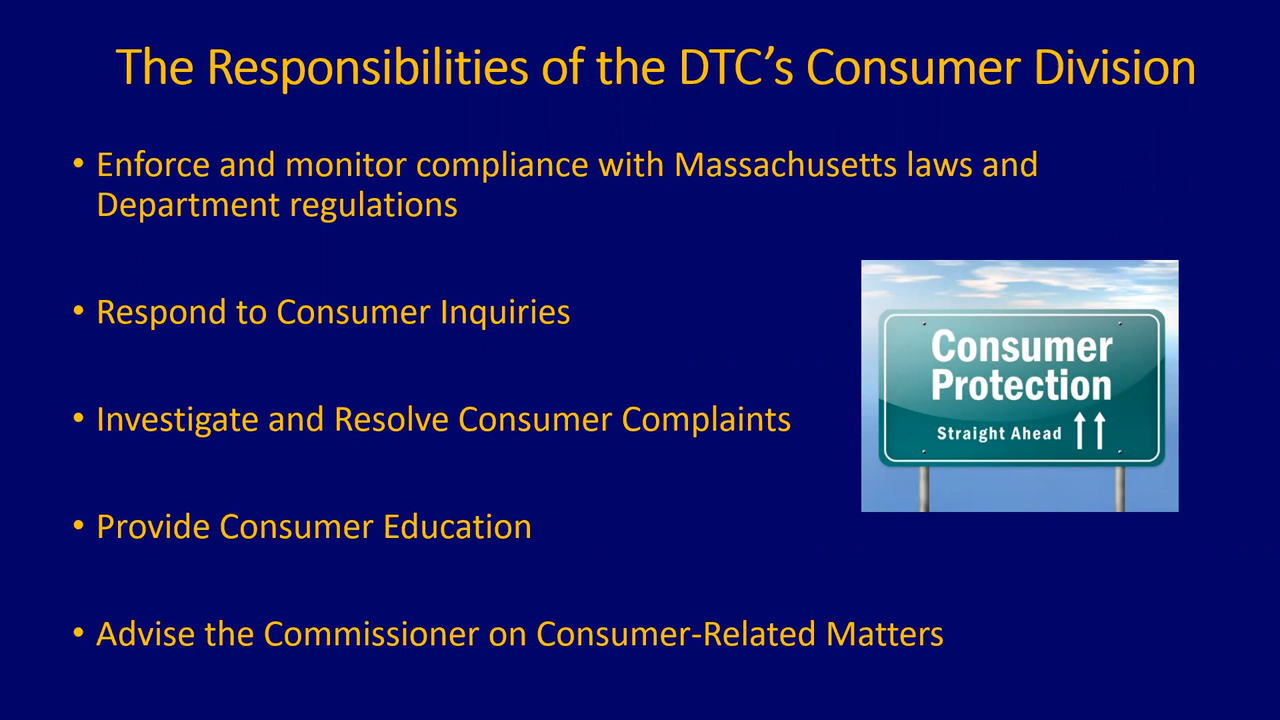 The Responsibilities of the DTC’s Consumer Division
• Enforce and monitor compliance with Massachusetts laws and
Department regulations
• Respond to Consumer Inquiries
• Investigate and Resolve Consumer Complaints
• Provide Consumer Education
• Advise the Commissioner on Consumer-Related Matters
Consumer
Protection
Straight Ahead